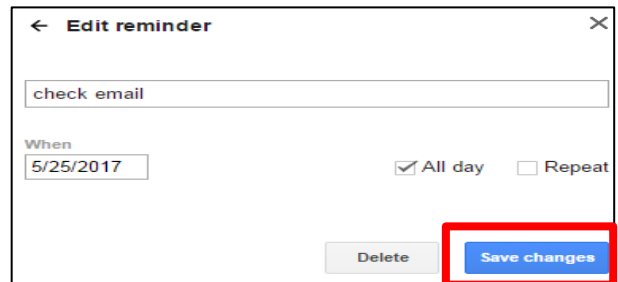 ← Edit reminder
check email
When
5/25/2017 All day Repeat
Delete Save changes